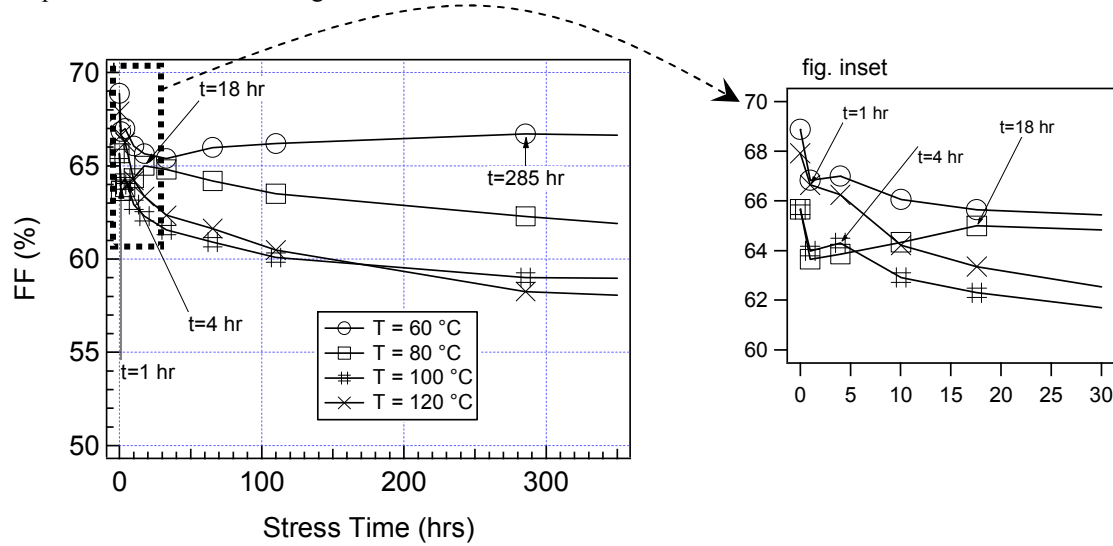 fig. inset
70
65
60
55
50
FF (%)
t=18 hr
t=285 hr
t=4 hr
t=1 hr
T = 60 °C
T = 80 °C
T = 100 °C
T = 120 °C
0 100 200 300
Stress Time (hrs)
70
68
66
64
62
60
t=1 hr
t=18 hr
t=4 hr
0 5 10 15 20 25 30